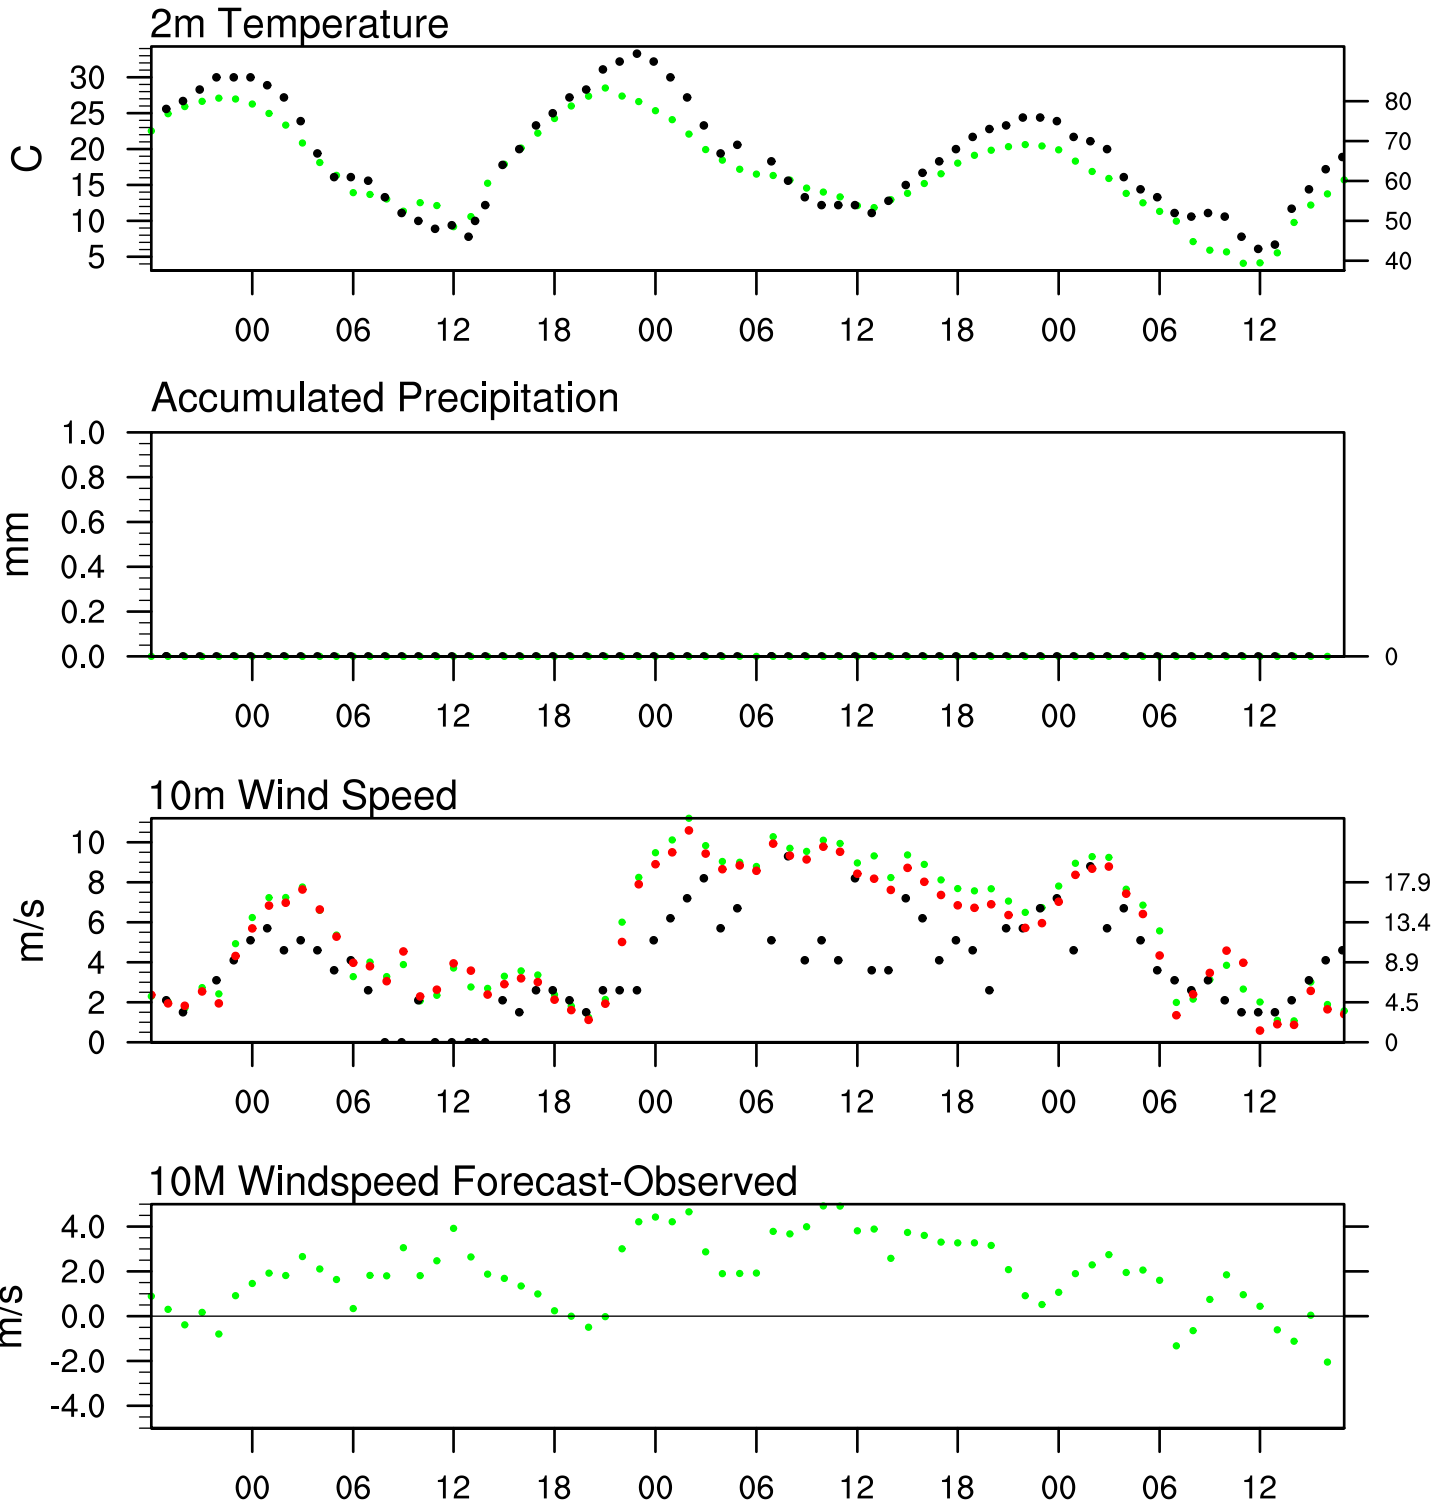 2m Temperature
30
25
20
15
10
5
C
80
70
60
50
40
00 06 12 18 00 06 12 18 00 06 12
Accumulated Precipitation
1.0
0.8
0.6
0.4
0.2
0.0
mm
0
00 06 12 18 00 06 12 18 00 06 12
10m Wind Speed
10
8
6
4
2
0
m/s
17.9
13.4
8.9
4.5
0
00 06 12 18 00 06 12 18 00 06 12
10M Windspeed Forecast-Observed
4.0
2.0
0.0
-2.0
-4.0
m/s
00 06 12 18 00 06 12 18 00 06 12